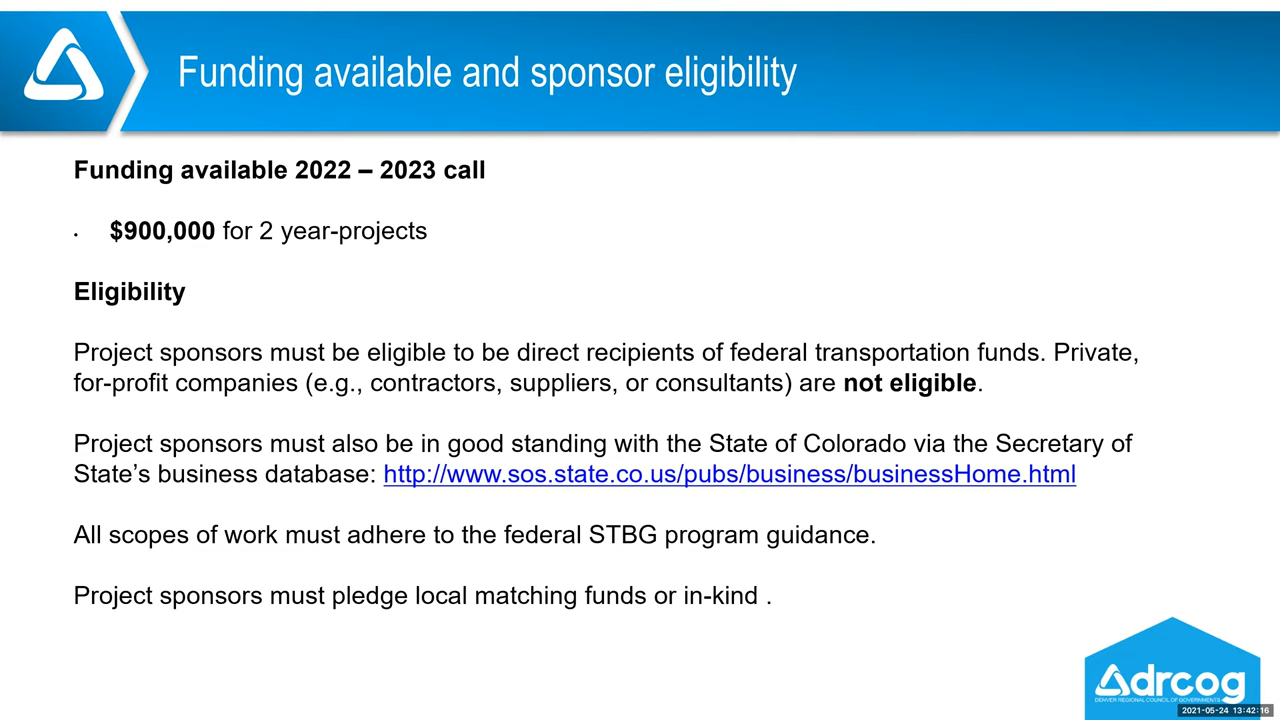 Funding available and sponsor eligibility
Funding available 2022 – 2023 call
• $900,000 for 2 year-projects
Eligibility
Project sponsors must be eligible to be direct recipients of federal transportation funds. Private,
for-profit companies (e.g., contractors, suppliers, or consultants) are not eligible.
Project sponsors must also be in good standing with the State of Colorado via the Secretary of
State’s business database: http://www.sos.state.co.us/pubs/business/businessHome.html
All scopes of work must adhere to the federal STBG program guidance.
Project sponsors must pledge local matching funds or in-kind .
drcog
DENVER REGIONAL COUNCIL OF GOVERNMENTS
2021-05-24 13:42:16